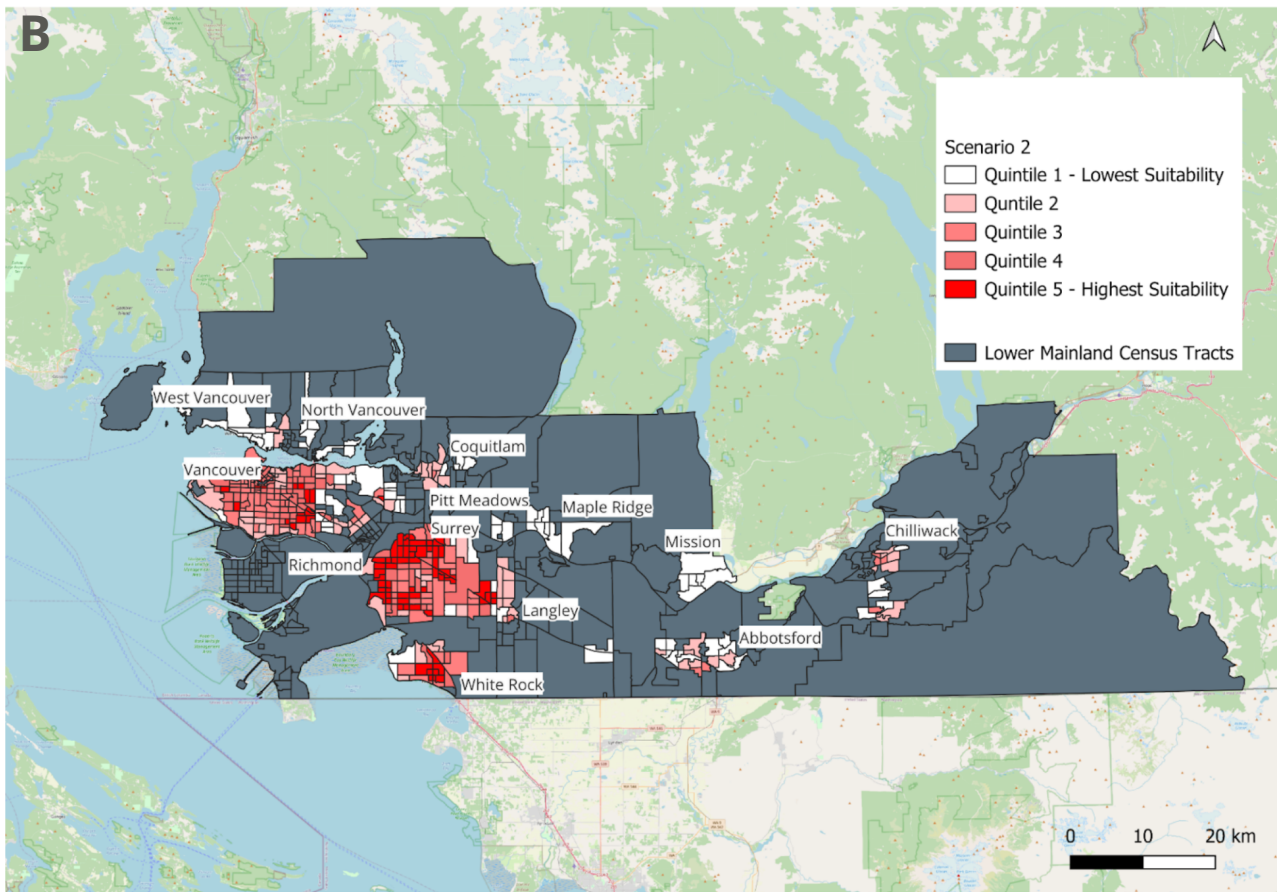 B
Scenario 2
Quintile 1 - Lowest Suitability
Quntile 2
Quintile 3
Quintile 4
Quintile 5 - Highest Suitability
Lower Mainland Census Tracts
West Vancouver
North Vancouver
Coquitlam
Vancouver
Pitt Meadows
Maple Ridge
Surrey
Chilliwack
Mission
Richmond
Langley
Abbotsford
White Rock
0 10 20 km